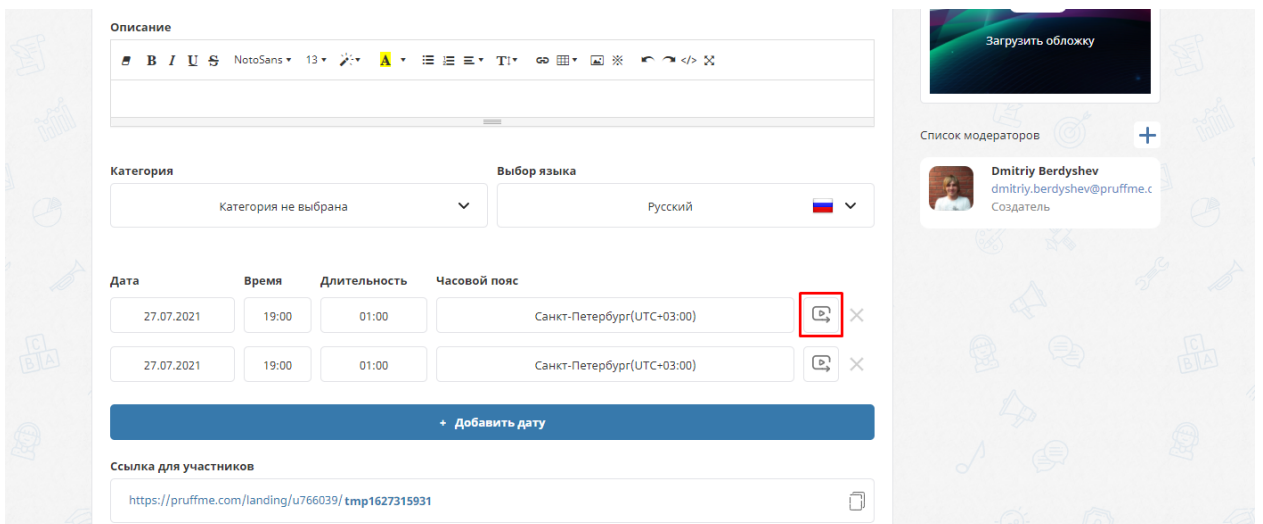 Описание
B I U S NotoSans 13 A T </>
Категория
Категория не выбрана
Выбор языка
Русский
Дата Время Длительность Часовой пояс
27.07.2021 19:00 01:00 Санкт-Петербург(UTC+03:00)
27.07.2021 19:00 01:00 Санкт-Петербург(UTC+03:00)
+ Добавить дату
Ссылка для участников
https://pruffme.com/landing/u766039/tmp1627315931
Загрузить обложку
Список модераторов
Dmitriy Berdyshev
dmitriy.berdyshev@pruffme.c
Создатель